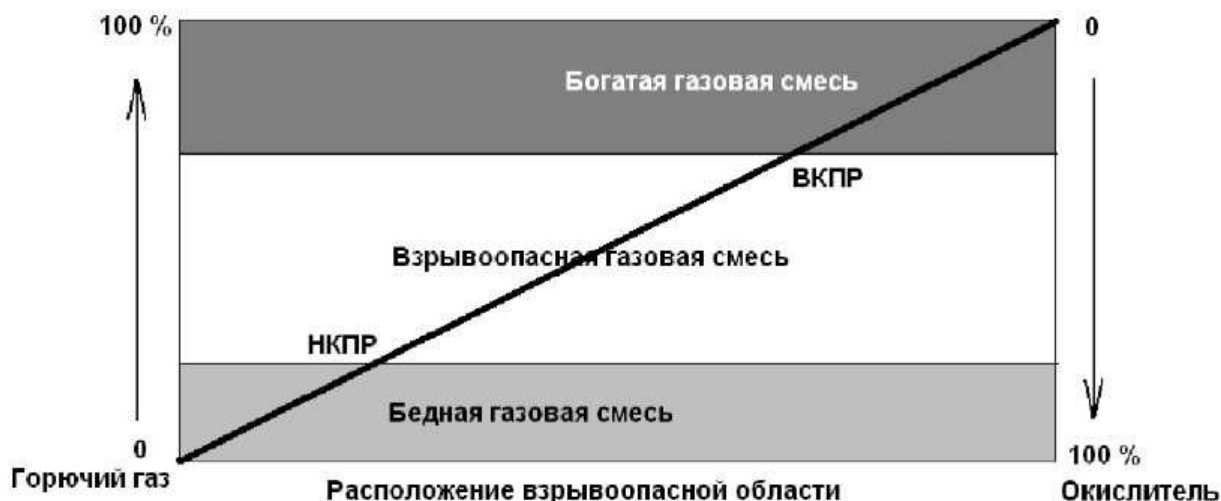 100 %
0
Богатая газовая смесь
ВКПР
Взрывоопасная газовая смесь
НКПР
Бедная газовая смесь
0
100 %
Горючий газ
Расположение взрывоопасной области
Окислитель